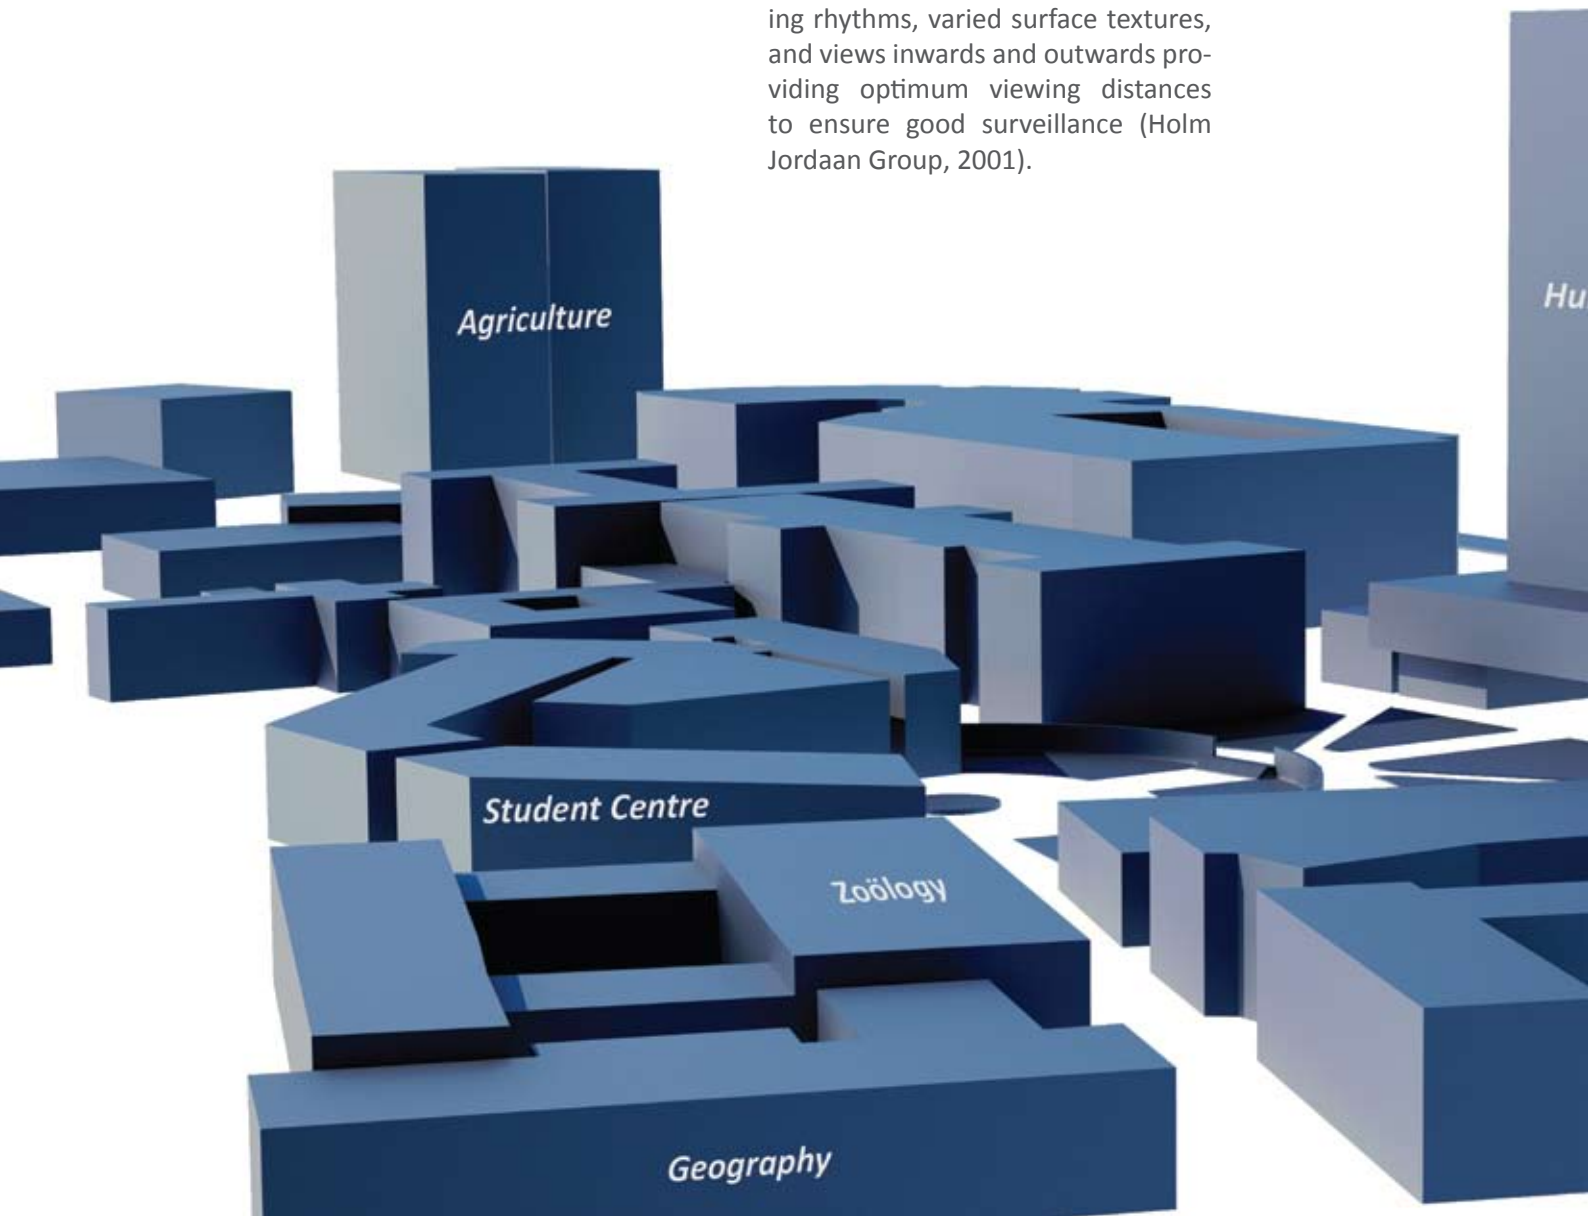 ing rhythms, varied surface textures,
and views inwards and outwards pro-
viding optimum viewing distances
to ensure good surveillance (Holm
Jordaan Group, 2001).
Hu
Agriculture
Student Centre
Zoölogy
Geography